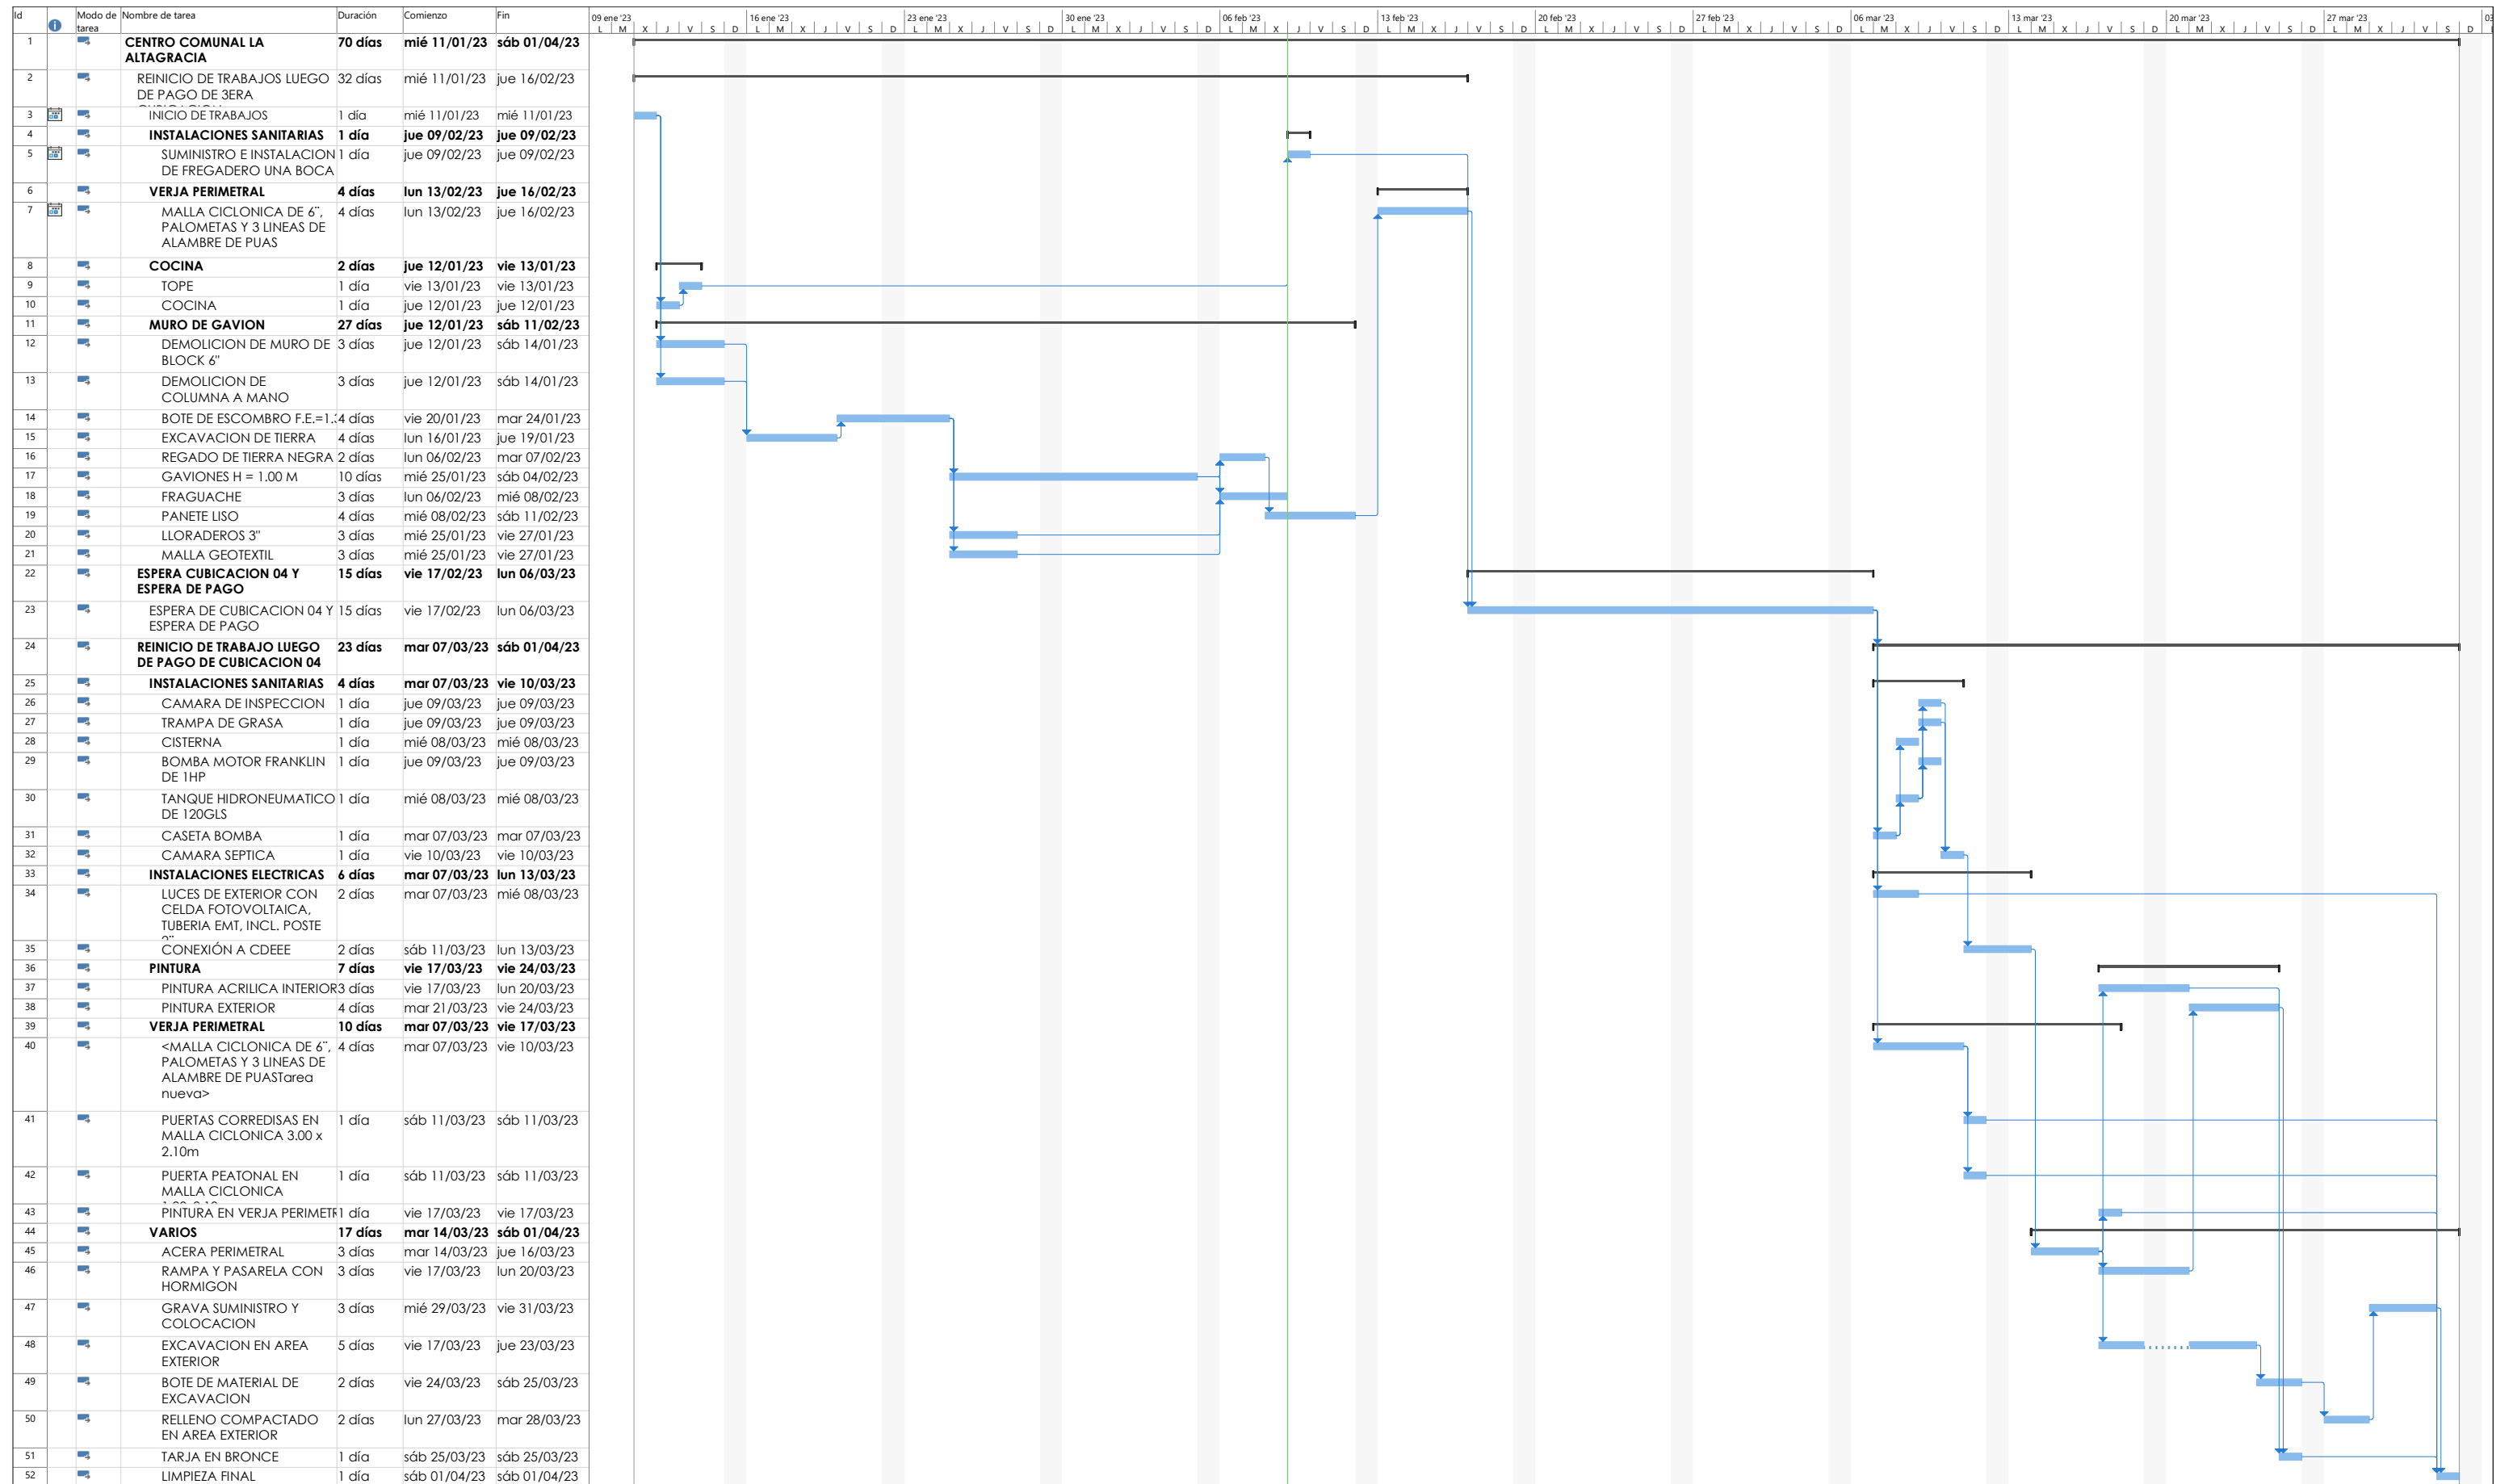 Id Modo de tarea Nombre de tarea Duración Comienzo Fin
09 ene '23 16 ene '23 23 ene '23 30 ene '23 06 feb '23 13 feb '23 20 feb '23 27 feb '23 06 mar '23 13 mar '23 20 mar '23 27 mar '23 03
L M X J V S D L M X J V S D L M X J V S D L M X J V S D L M X J V S D L M X J V S D L M X J V S D L M X J V S D L M X J V S D L M X J V S D L M X J V S D L M X J V S D
1 CENTRO COMUNAL LA 70 días mié 11/01/23 sáb 01/04/23
ALTAGRACIA
2 REINICIO DE TRABAJOS LUEGO 32 días mié 11/01/23 jue 16/02/23
DE PAGO DE 3ERA
3 INICIO DE TRABAJOS 1 día mié 11/01/23 mié 11/01/23
4 INSTALACIONES SANITARIAS 1 día jue 09/02/23 jue 09/02/23
5 SUMINISTRO E INSTALACION 1 día jue 09/02/23 jue 09/02/23
DE FREGADERO UNA BOCA
6 VERJA PERIMETRAL 4 días lun 13/02/23 jue 16/02/23
7 MALLA CICLONICA DE 6¨, 4 días lun 13/02/23 jue 16/02/23
PALOMETAS Y 3 LINEAS DE
ALAMBRE DE PUAS
8 COCINA 2 días jue 12/01/23 vie 13/01/23
9 TOPE 1 día vie 13/01/23 vie 13/01/23
10 COCINA 1 día jue 12/01/23 jue 12/01/23
11 MURO DE GAVION 27 días jue 12/01/23 sáb 11/02/23
12 DEMOLICION DE MURO DE 3 días jue 12/01/23 sáb 14/01/23
BLOCK 6"
13 DEMOLICION DE 3 días jue 12/01/23 sáb 14/01/23
COLUMNA A MANO
14 BOTE DE ESCOMBRO F.E.=1. 4 días vie 20/01/23 mar 24/01/23
15 EXCAVACION DE TIERRA 4 días lun 16/01/23 jue 19/01/23
16 REGADO DE TIERRA NEGRA 2 días lun 06/02/23 mar 07/02/23
17 GAVIONES H = 1.00 M 10 días mié 25/01/23 sáb 04/02/23
18 FRAGUACHE 3 días lun 06/02/23 mié 08/02/23
19 PANETE LISO 4 días mié 08/02/23 sáb 11/02/23
20 LLORADEROS 3" 3 días mié 25/01/23 vie 27/01/23
21 MALLA GEOTEXTIL 3 días mié 25/01/23 vie 27/01/23
22 ESPERA CUBICACION 04 Y 15 días vie 17/02/23 lun 06/03/23
ESPERA DE PAGO
23 ESPERA DE CUBICACION 04 Y 15 días vie 17/02/23 lun 06/03/23
ESPERA DE PAGO
24 REINICIO DE TRABAJO LUEGO 23 días mar 07/03/23 sáb 01/04/23
DE PAGO DE CUBICACION 04
25 INSTALACIONES SANITARIAS 4 días mar 07/03/23 vie 10/03/23
26 CAMARA DE INSPECCION 1 día jue 09/03/23 jue 09/03/23
27 TRAMPA DE GRASA 1 día jue 09/03/23 jue 09/03/23
28 CISTERNA 1 día mié 08/03/23 mié 08/03/23
29 BOMBA MOTOR FRANKLIN 1 día jue 09/03/23 jue 09/03/23
DE 1HP
30 TANQUE HIDRONEUMATICO 1 día mié 08/03/23 mié 08/03/23
DE 120GLS
31 CASETA BOMBA 1 día mar 07/03/23 mar 07/03/23
32 CAMARA SEPTICA 1 día vie 10/03/23 vie 10/03/23
33 INSTALACIONES ELECTRICAS 6 días mar 07/03/23 lun 13/03/23
34 LUCES DE EXTERIOR CON 2 días mar 07/03/23 mié 08/03/23
CELDA FOTOVOLTAICA,
TUBERIA EMT, INCL. POSTE
35 CONEXIÓN A CDEEE 2 días sáb 11/03/23 lun 13/03/23
36 PINTURA 7 días vie 17/03/23 vie 24/03/23
37 PINTURA ACRILICA INTERIOR 3 días vie 17/03/23 lun 20/03/23
38 PINTURA EXTERIOR 4 días mar 21/03/23 vie 24/03/23
39 VERJA PERIMETRAL 10 días mar 07/03/23 vie 17/03/23
40 <MALLA CICLONICA DE 6¨, 4 días mar 07/03/23 vie 10/03/23
PALOMETAS Y 3 LINEAS DE
ALAMBRE DE PUASTarea
nueva>
41 PUERTAS CORREDISAS EN 1 día sáb 11/03/23 sáb 11/03/23
MALLA CICLONICA 3.00 x
2.10m
42 PUERTA PEATONAL EN 1 día sáb 11/03/23 sáb 11/03/23
MALLA CICLONICA
43 PINTURA EN VERJA PERIMETR 1 día vie 17/03/23 vie 17/03/23
44 VARIOS 17 días mar 14/03/23 sáb 01/04/23
45 ACERA PERIMETRAL 3 días mar 14/03/23 jue 16/03/23
46 RAMPA Y PASARELA CON 3 días vie 17/03/23 lun 20/03/23
HORMIGON
47 GRAVA SUMINISTRO Y 3 días mié 29/03/23 vie 31/03/23
COLOCACION
48 EXCAVACION EN AREA 5 días vie 17/03/23 jue 23/03/23
EXTERIOR
49 BOTE DE MATERIAL DE 2 días vie 24/03/23 sáb 25/03/23
EXCAVACION
50 RELLENO COMPACTADO 2 días lun 27/03/23 mar 28/03/23
EN AREA EXTERIOR
51 TARJA EN BRONCE 1 día sáb 25/03/23 sáb 25/03/23
52 LIMPIEZA FINAL 1 día sáb 01/04/23 sáb 01/04/23